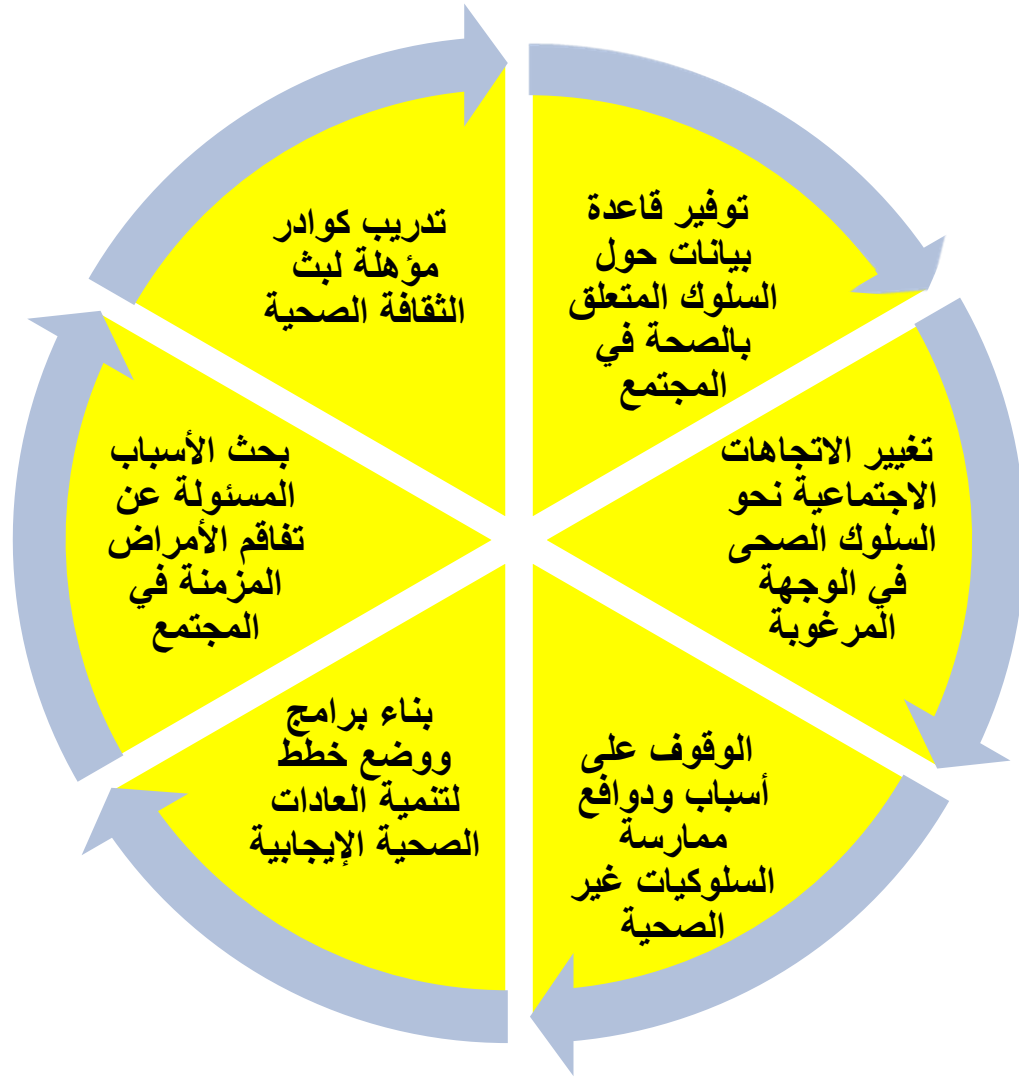 توفير قاعدة
بيانات حول
السلوك المتعلق
بالصحة في
المجتمع
تغيير الاتجاهات
الاجتماعية نحو
السلوك الصحى
في الوجهة
المرغوبة
الوقوف على
أسباب ودوافع
ممارسة
السلوكيات غير
الصحية
بناء برامج
ووضع خطط
لتنمية العادات
الصحية الإيجابية
بحث الأسباب
المسئولة عن
تفاقم الأمراض
المزمنة في
المجتمع
تدريب كوادر
مؤهلة لبث
الثقافة الصحية